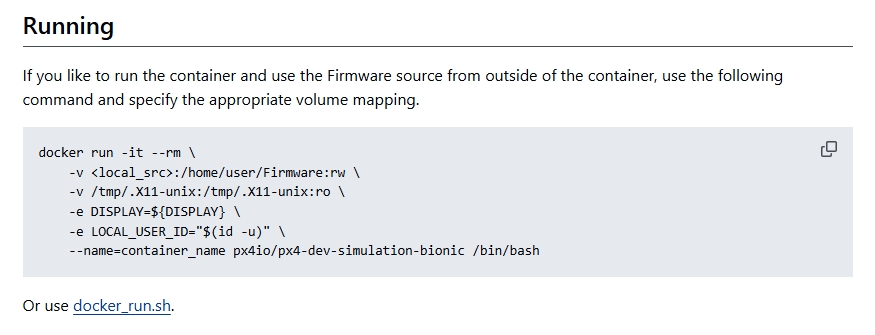 Running
If you like to run the container and use the Firmware source from outside of the container, use the following
command and specify the appropriate volume mapping.
docker run -it --rm \
    -v <local_src>:/home/user/Firmware:rw \
    -v /tmp/.X11-unix:/tmp/.X11-unix:ro \
    -e DISPLAY=${DISPLAY} \
    -e LOCAL_USER_ID="$(id -u)" \
    --name=container_name px4io/px4-dev-simulation-bionic /bin/bash
Or use docker_run.sh.